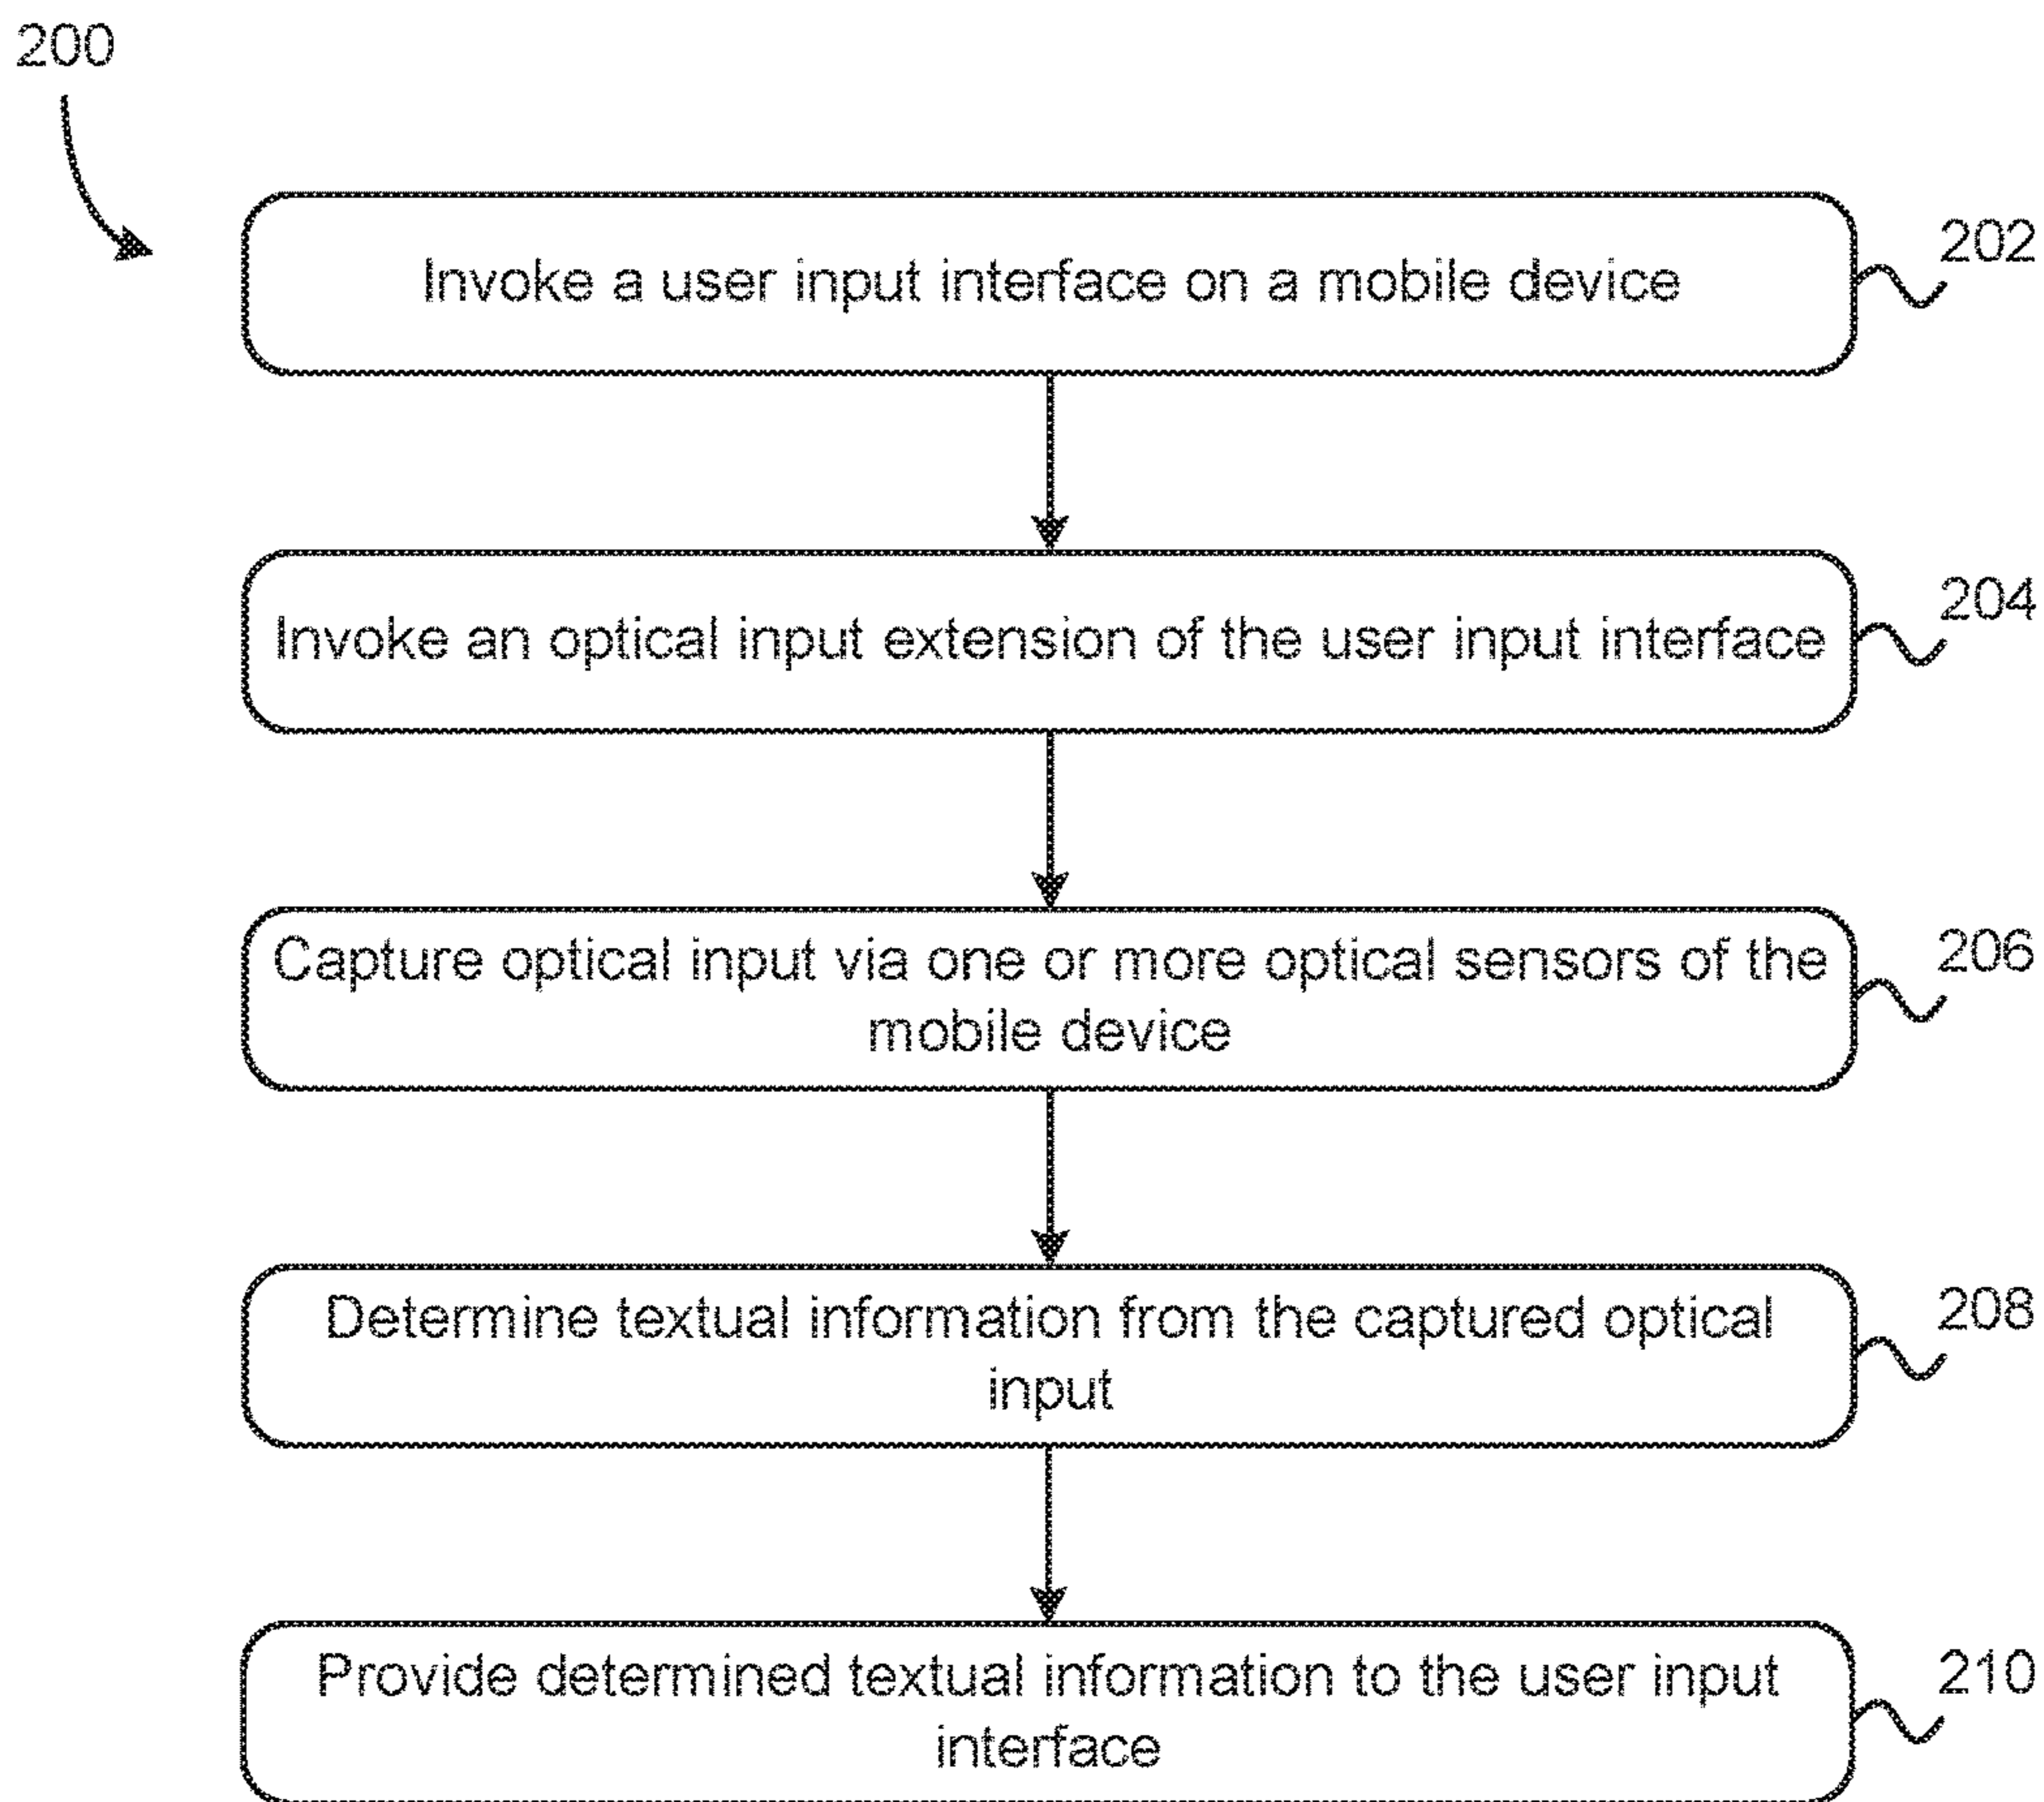 200
Invoke a user input interface on a mobile device
202
Invoke an optical input extension of the user input interface
204
Capture optical input via one or more optical sensors of the
mobile device
206
Determine textual information from the captured optical
input
208
Provide determined textual information to the user input
interface
210